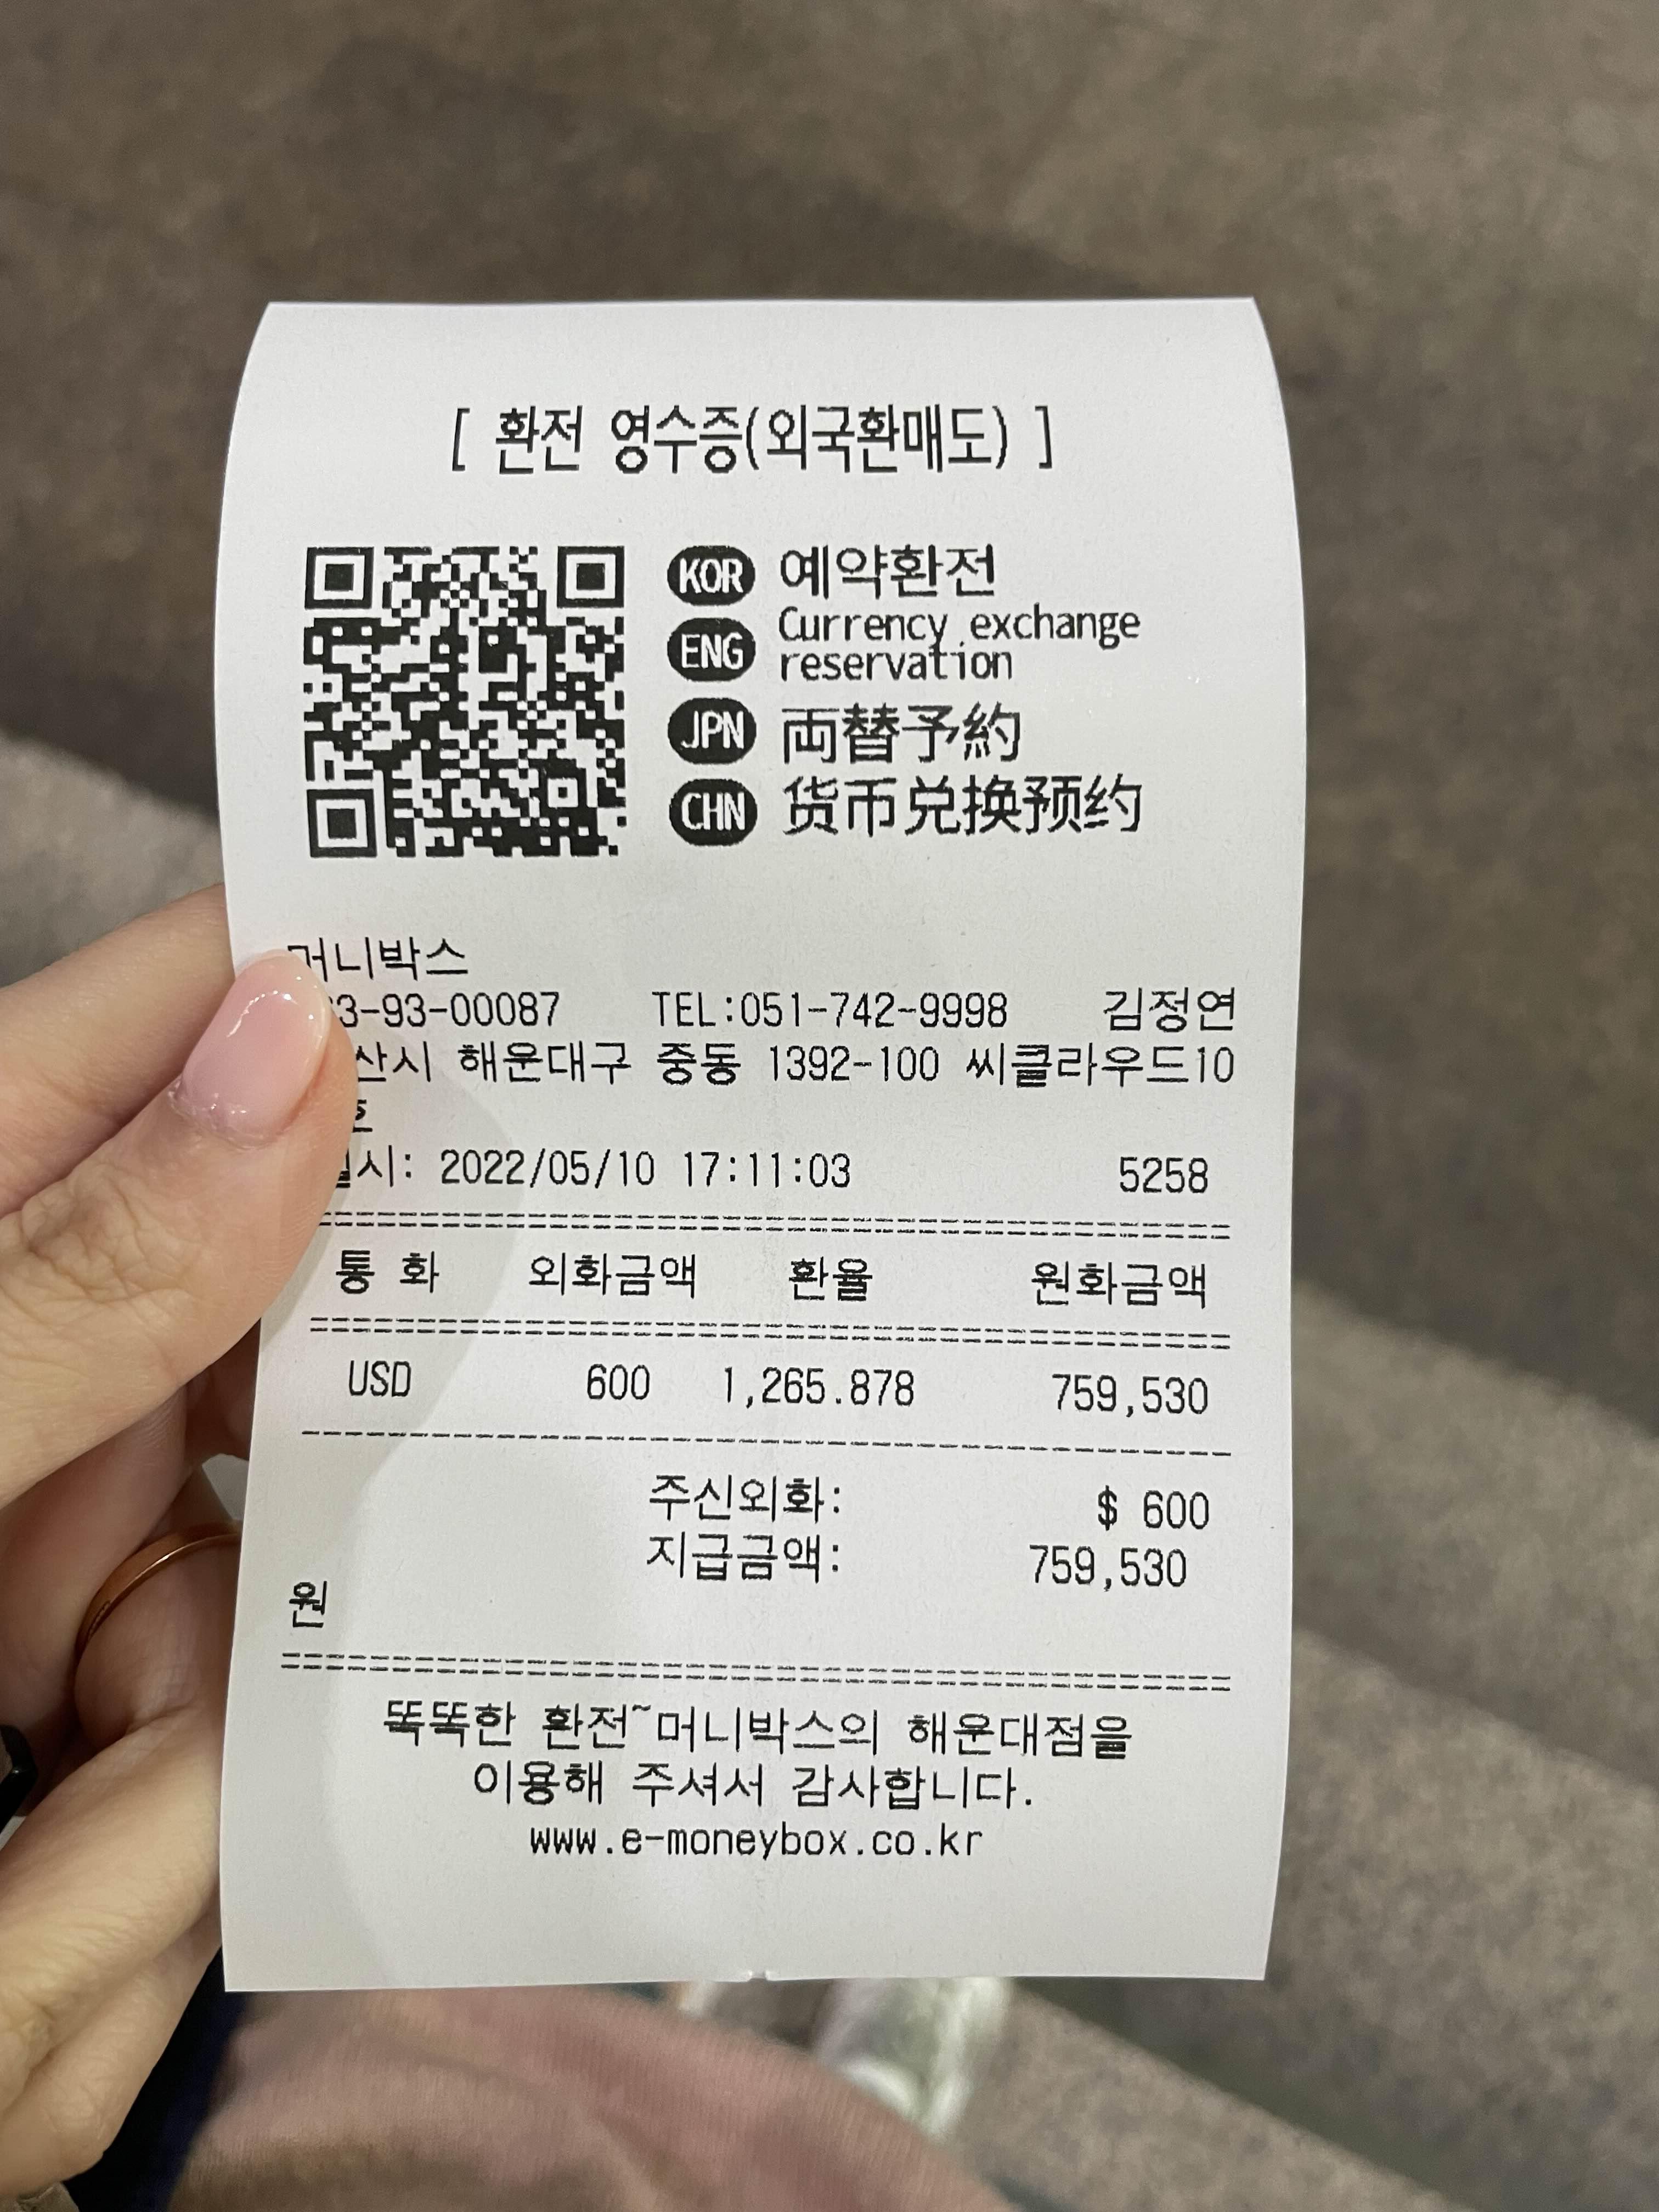 [ 환전 영수증(외국환매도) ]
KOR 예약환전
ENG Currency exchange
reservation
JPN 両替予約
CHN 货币兑换预约
머니박스
3-93-00087 TEL:051-742-9998 김정연
산시 해운대구 중동 1392-100 씨클라우드10
호
일시: 2022/05/10 17:11:03 5258
통 화 외화금액 환율 원화금액
USD 600 1,265.878 759,530
주신외화: $ 600
지급금액: 759,530
원
똑똑한 환전~머니박스의 해운대점을
이용해 주셔서 감사합니다.
www.e-moneybox.co.kr